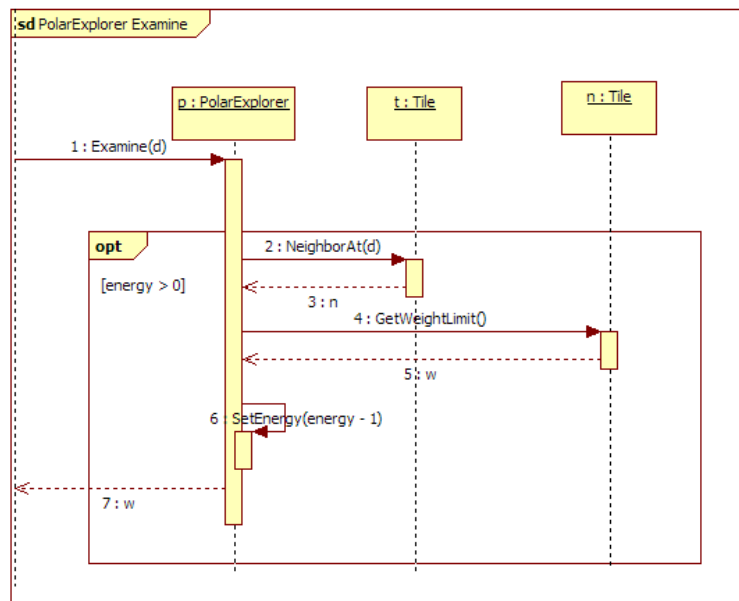 sd PolarExplorer Examine
p : PolarExplorer
t : Tile
n : Tile
1 : Examine(d)
opt
2 : NeighborAt(d)
[energy > 0]
3 : n
4 : GetWeightLimit()
5 : w
6 : SetEnergy(energy - 1)
7 : w